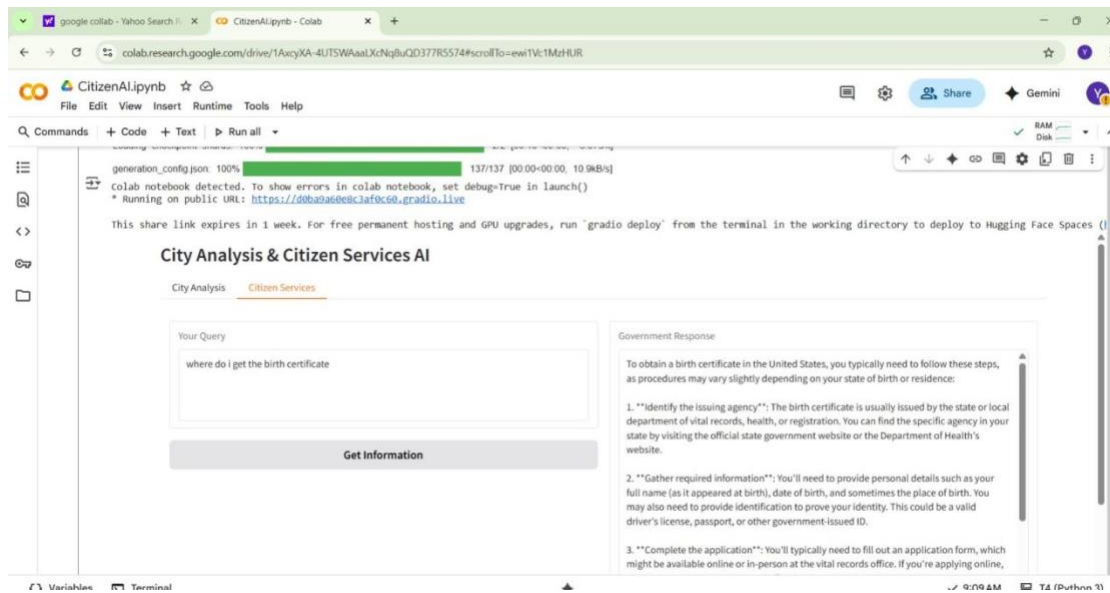 google collab - Yahoo Search R
CitizenAI.ipynb - Colab
colab.research.google.com/drive/1AxcyXA-4UTSWAaaLXcNq8uQD377R5574#scrollTo=ewi1Vc1MzHUR
CitizenAI.ipynb
File Edit View Insert Runtime Tools Help
Share
Gemini
Commands + Code + Text Run all
RAM
Disk
generation_config.json: 100% 137/137 [00:00<00:00, 10.9kB/s]
Colab notebook detected. To show errors in colab notebook, set debug=True in launch()
* Running on public URL: https://d0ba9a60e8c3af0c60.gradio.live
This share link expires in 1 week. For free permanent hosting and GPU upgrades, run `gradio deploy` from the terminal in the working directory to deploy to Hugging Face Spaces (
City Analysis & Citizen Services AI
City Analysis Citizen Services
Your Query
where do i get the birth certificate
Get Information
Government Response
To obtain a birth certificate in the United States, you typically need to follow these steps,
as procedures may vary slightly depending on your state of birth or residence:
1. **Identify the issuing agency**: The birth certificate is usually issued by the state or local
department of vital records, health, or registration. You can find the specific agency in your
state by visiting the official state government website or the Department of Health's
website.
2. **Gather required information**: You'll need to provide personal details such as your
full name (as it appeared at birth), date of birth, and sometimes the place of birth. You
may also need to provide identification to prove your identity. This could be a valid
driver's license, passport, or other government-issued ID.
3. **Complete the application**: You'll typically need to fill out an application form, which
might be available online or in-person at the vital records office. If you're applying online,
Variables Terminal
9:09 AM T4 (Python 3)